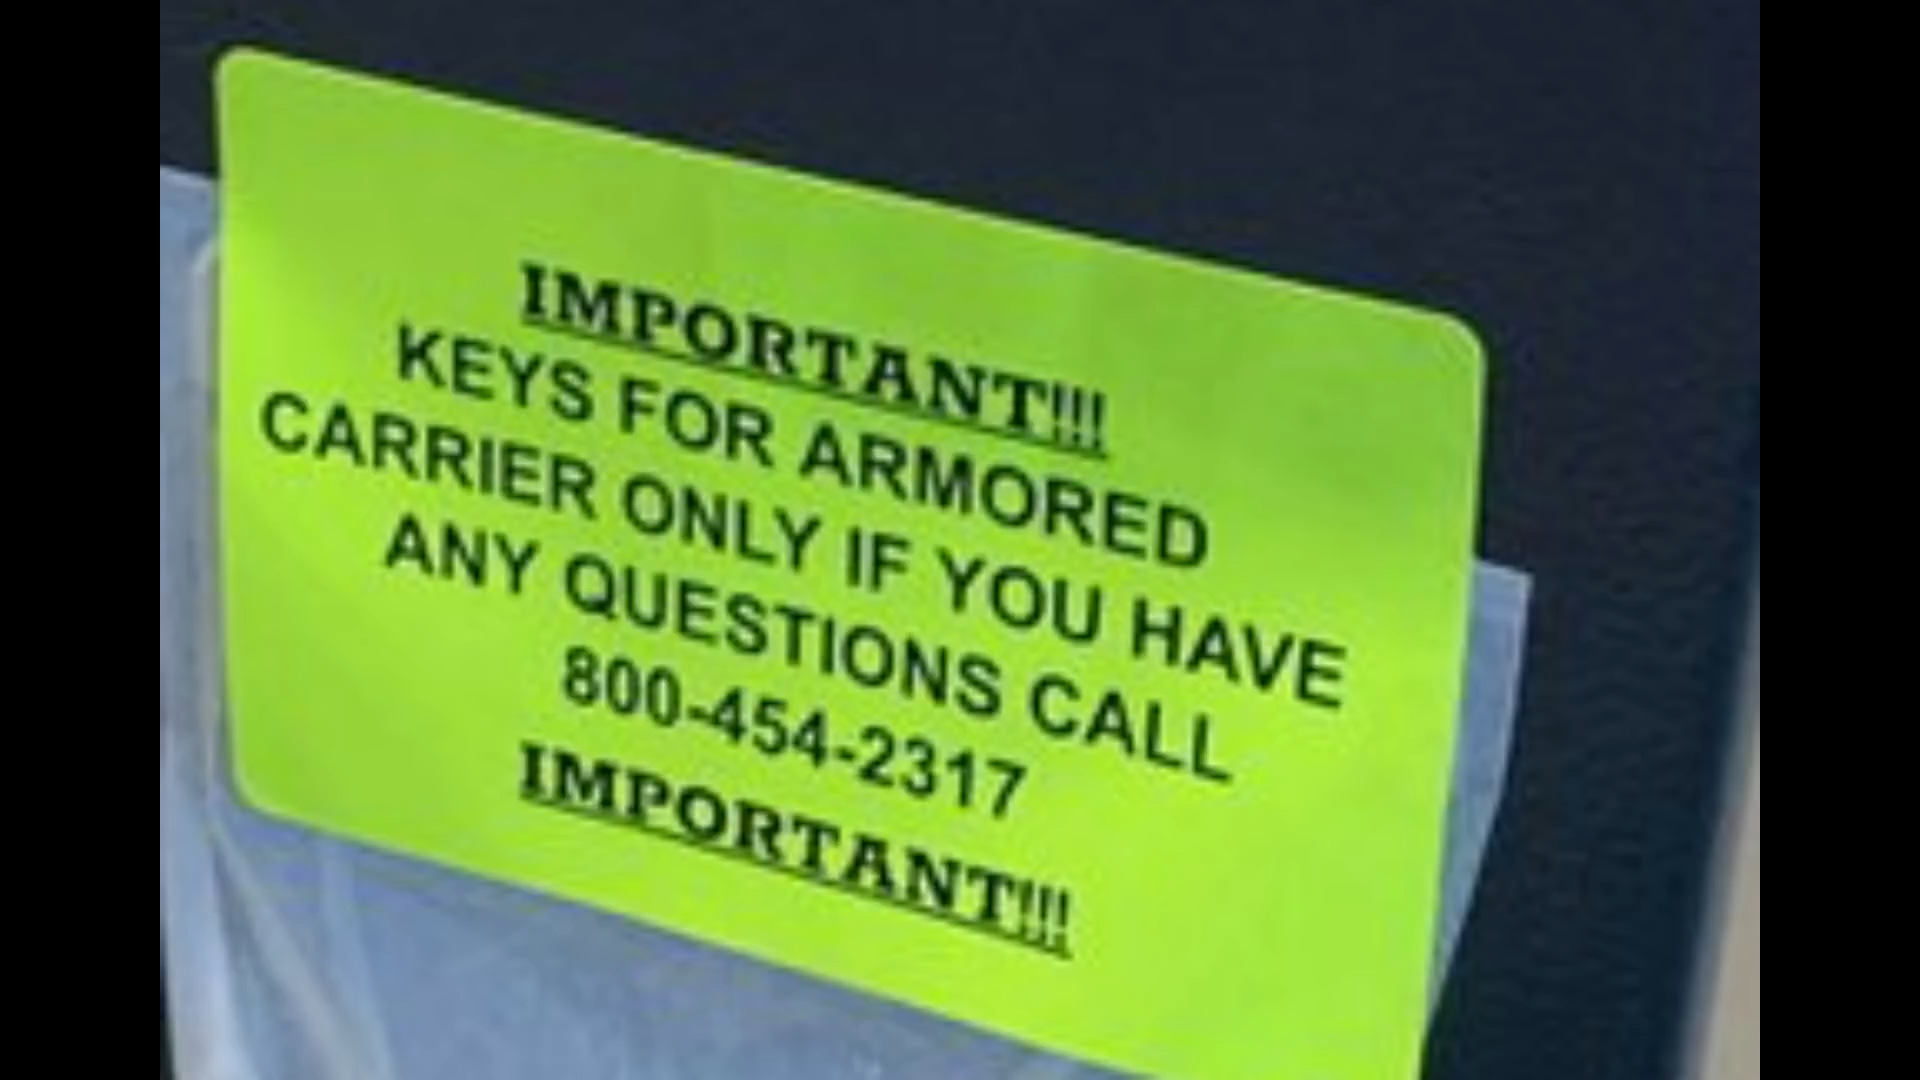 IMPORTANT!!!
KEYS FOR ARMORED
CARRIER ONLY IF YOU HAVE
ANY QUESTIONS CALL
800-454-2317
IMPORTANT!!!